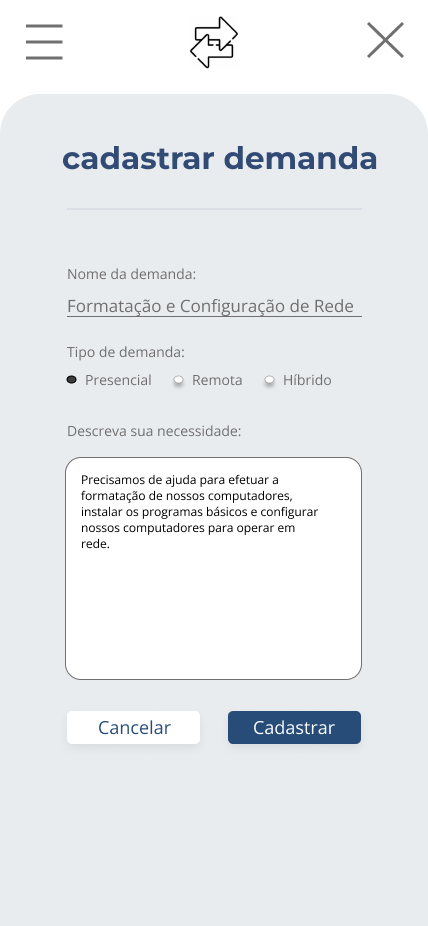 cadastrar demanda
Nome da demanda:
Formatação e Configuração de Rede
Tipo de demanda:
Presencial Remota Híbrido
Descreva sua necessidade:
Precisamos de ajuda para efetuar a
formatação de nossos computadores,
instalar os programas básicos e configurar
nossos computadores para operar em
rede.
Cancelar Cadastrar